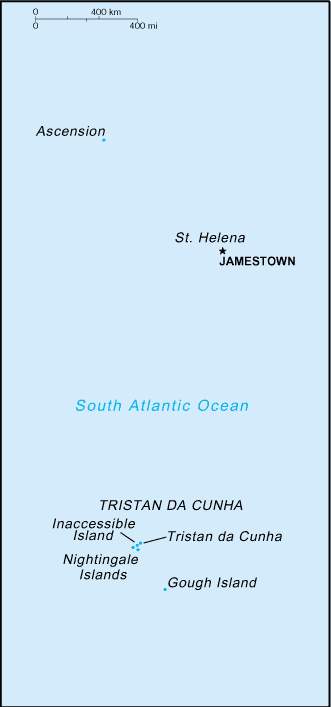 0 400 km
0 400 mi
Ascension
St. Helena
JAMESTOWN
South Atlantic Ocean
TRISTAN DA CUNHA
Inaccessible
Island
Tristan da Cunha
Nightingale
Islands
Gough Island